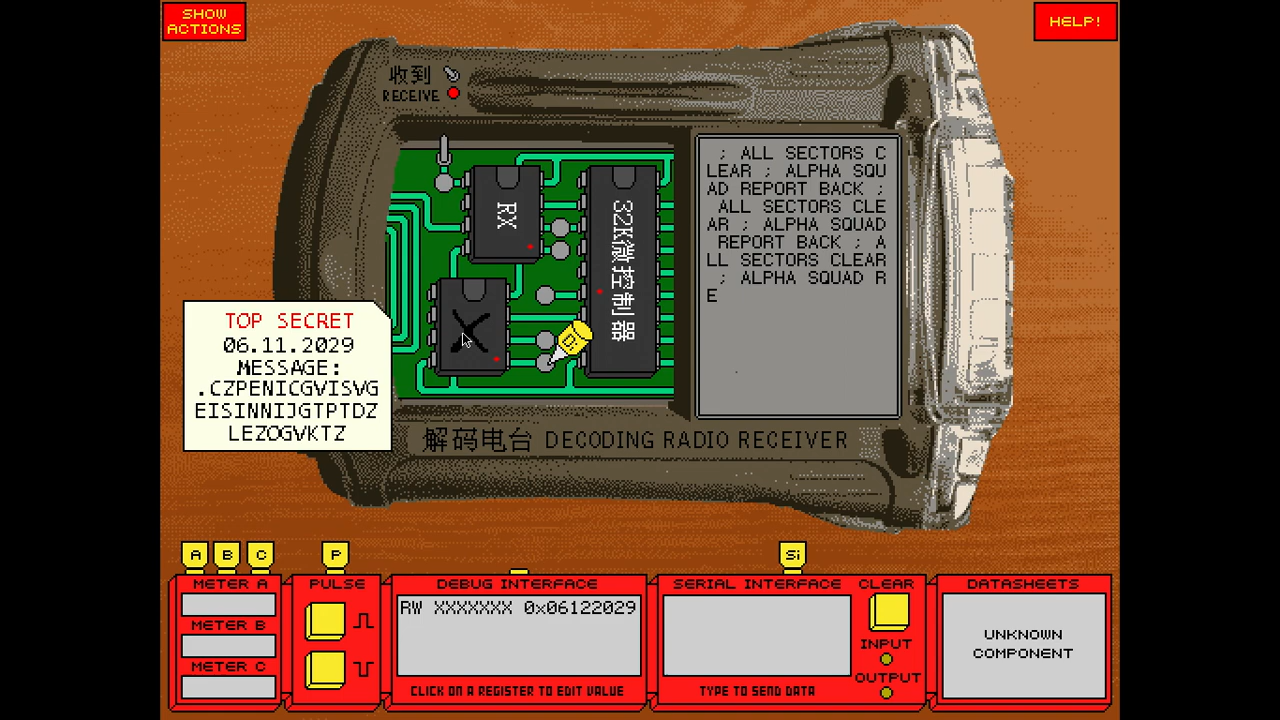 SHOW
ACTIONS
HELP!
收到
RECEIVE
RX
32K微控制器
X
; ALL SECTORS C
LEAR ; ALPHA SQU
AD REPORT BACK ;
ALL SECTORS CLE
AR ; ALPHA SQUAD
REPORT BACK ; A
LL SECTORS CLEAR
; ALPHA SQUAD R
E
TOP SECRET
06.11.2029
MESSAGE:
.CZPENICGVISVG
EISINNIJGTPTDZ
LEZOGVKTZ
解码电台 DECODING RADIO RECEIVER
A B C
P
Si
METER A
METER B
METER C
PULSE
DEBUG INTERFACE
RW XXXXXXX 0x06122029
CLICK ON A REGISTER TO EDIT VALUE
SERIAL INTERFACE
TYPE TO SEND DATA
CLEAR
INPUT
OUTPUT
DATASHEETS
UNKNOWN
COMPONENT